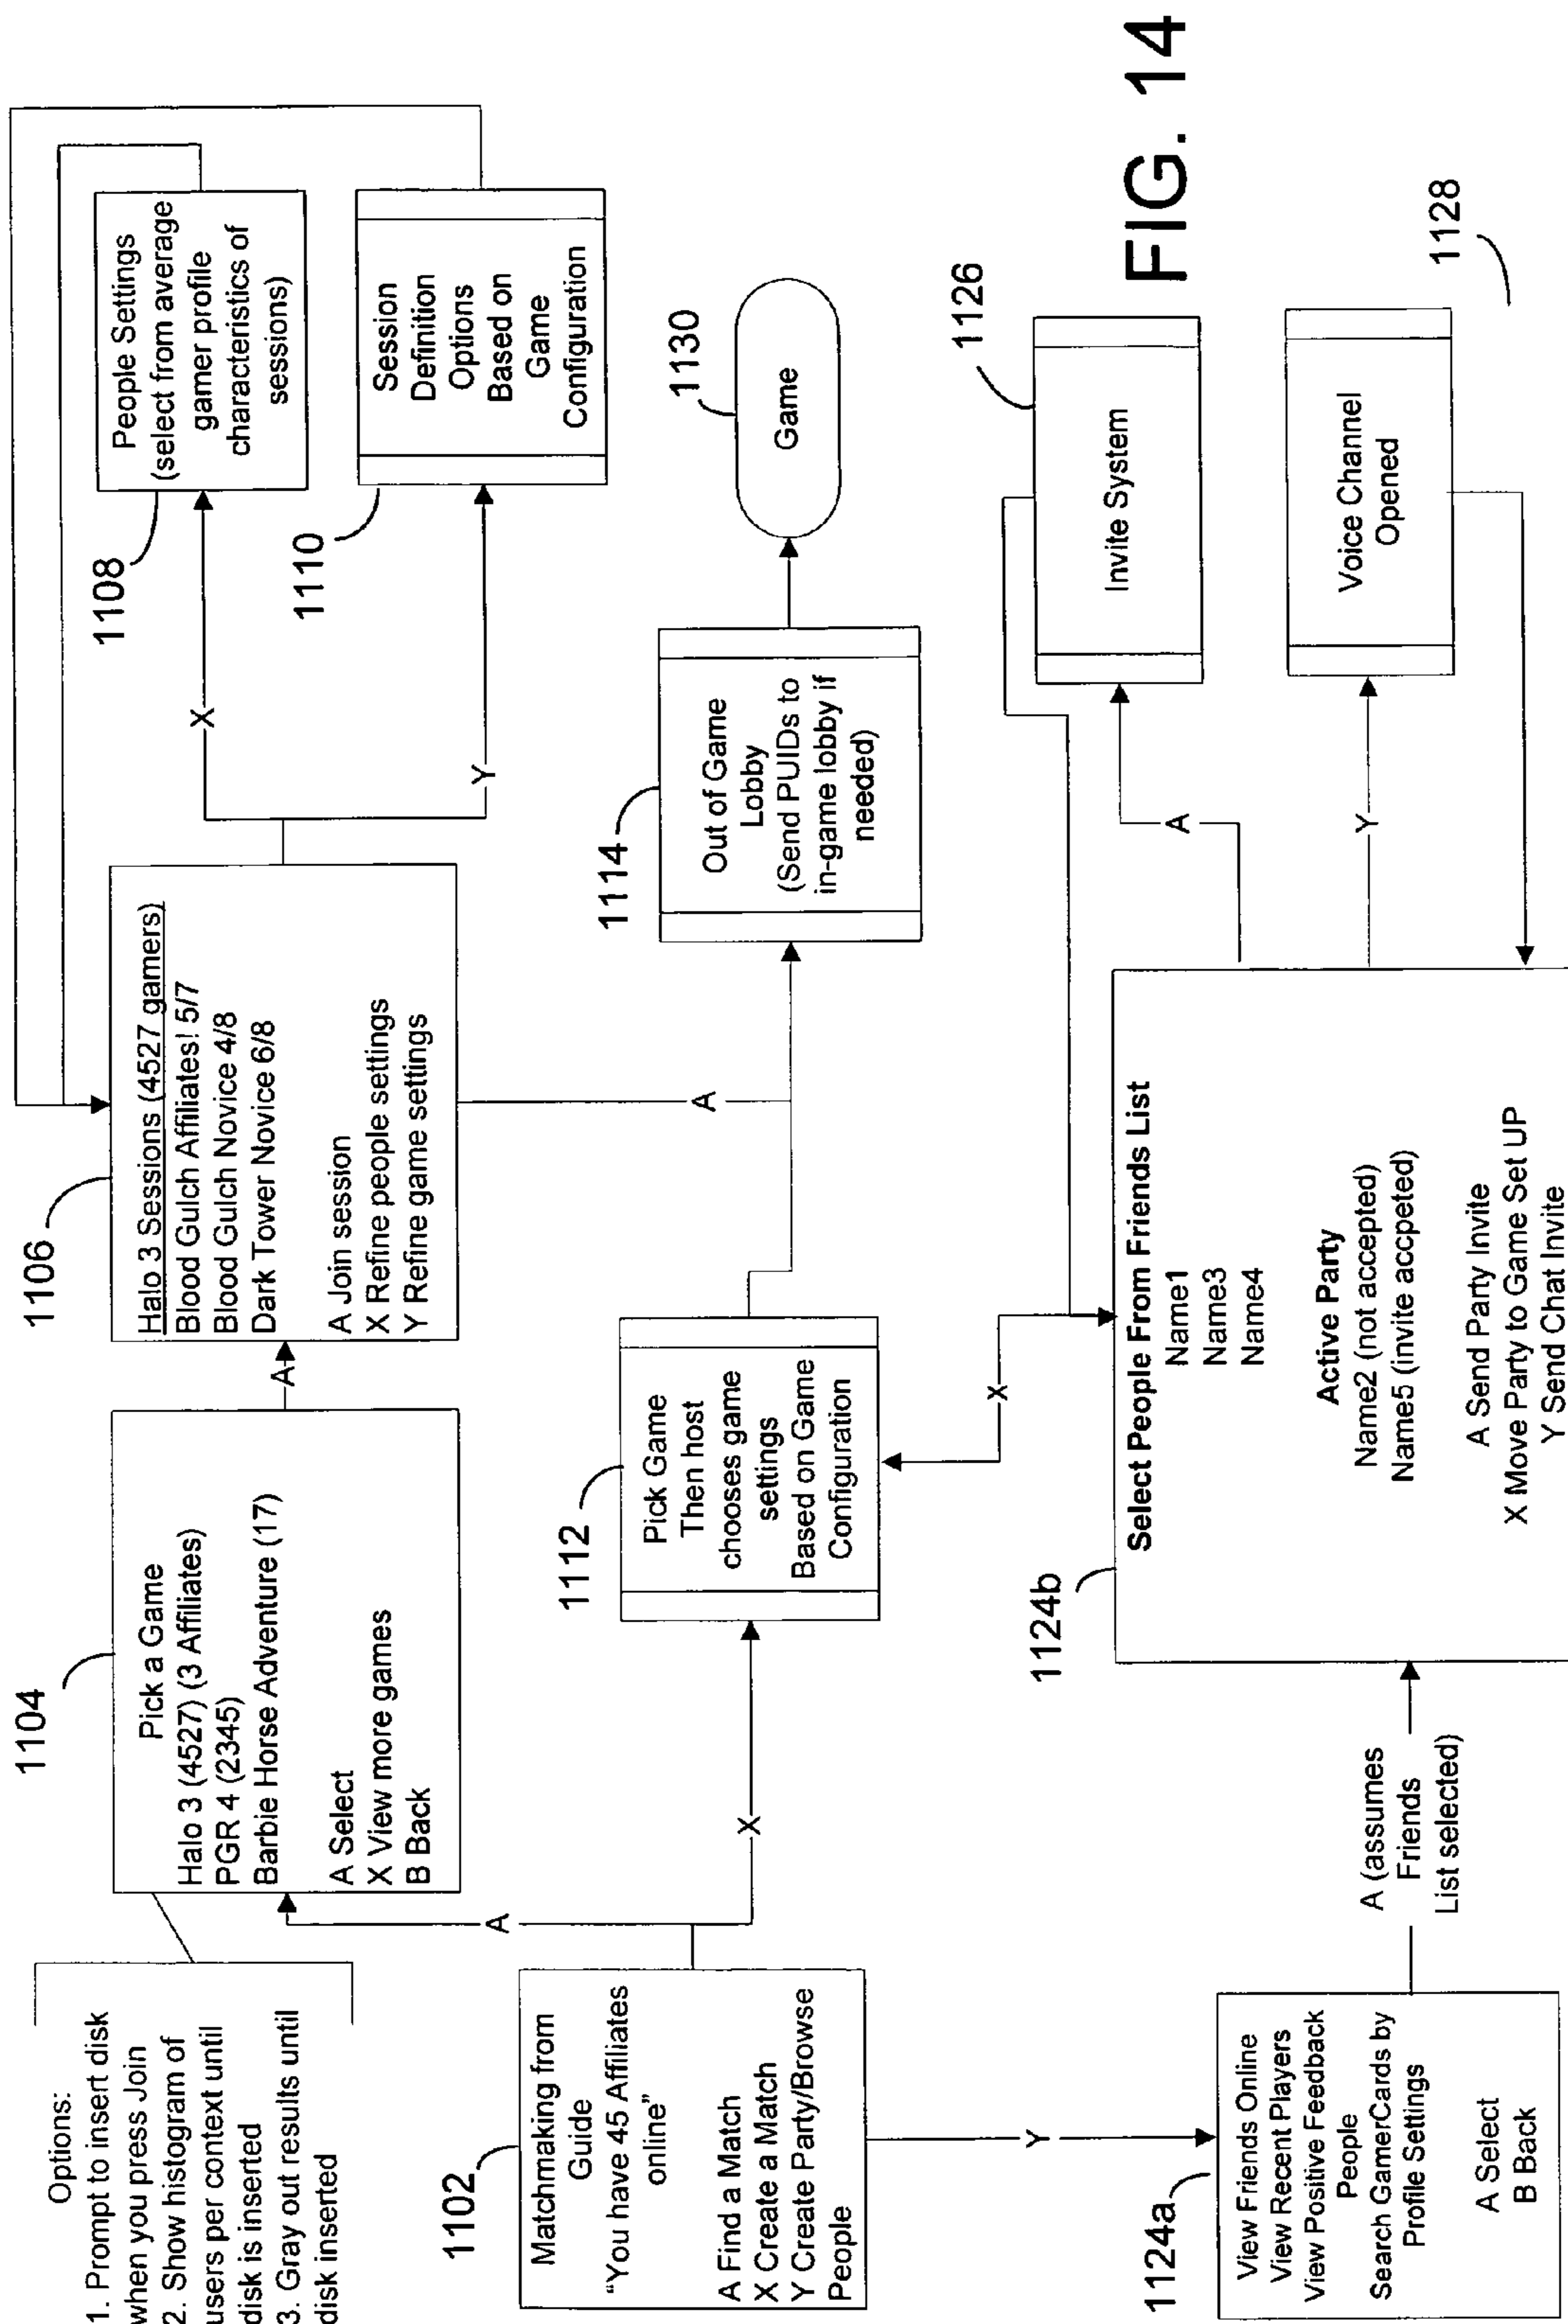 Options:
1. Prompt to insert disk
when you press Join
2. Show histogram of
users per context until
disk is inserted
3. Gray out results until
disk inserted
1102
Matchmaking from
Guide
“You have 45 Affiliates
online”
A Find a Match
X Create a Match
Y Create Party/Browse
People
A
X
Y
1104
Pick a Game
Halo 3 (4527) (3 Affiliates)
PGR 4 (2345)
Barbie Horse Adventure (17)
A Select
X View more games
B Back
A
1106
Halo 3 Sessions (4527 gamers)
Blood Gulch Affiliates! 5/7
Blood Gulch Novice 4/8
Dark Tower Novice 6/8
A Join session
X Refine people settings
Y Refine game settings
X
Y
A
1108
People Settings
(select from average
gamer profile
characteristics of
sessions)
1110
Session
Definition
Options
Based on
Game
Configuration
1112
Pick Game
Then host
chooses game
settings
Based on Game
Configuration
X
1114
Out of Game
Lobby
(Send PUIDs to
in-game lobby if
needed)
1130
Game
1124a
View Friends Online
View Recent Players
View Positive Feedback
People
Search GamerCards by
Profile Settings
A Select
B Back
A (assumes
Friends
List selected)
1124b
Select People From Friends List
Name1
Name3
Name4
Active Party
Name2 (not accepted)
Name5 (invite accpeted)
A Send Party Invite
X Move Party to Game Set UP
Y Send Chat Invite
A
Y
1126
Invite System
1128
Voice Channel
Opened
FIG. 14